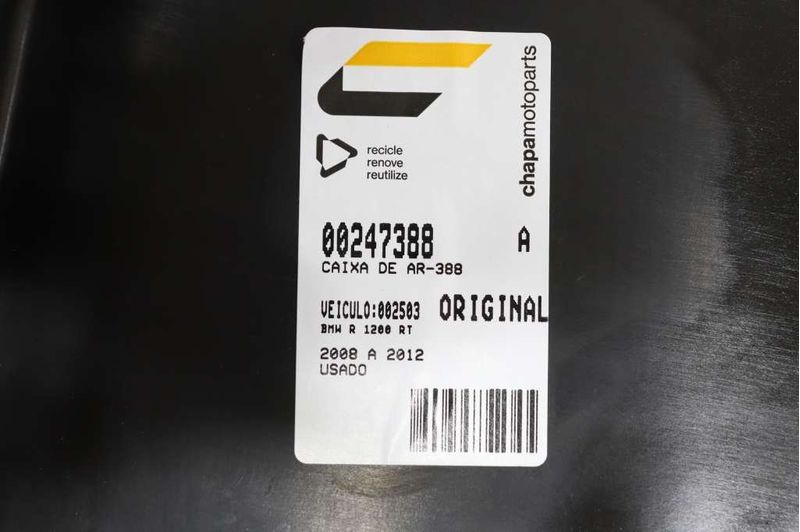 chapamotoparts
recicle
renove
reutilize
00247388 A
CAIXA DE AR-388
VEICULO:002503 ORIGINAL
BMW R 1200 RT
2008 A 2012
USADO